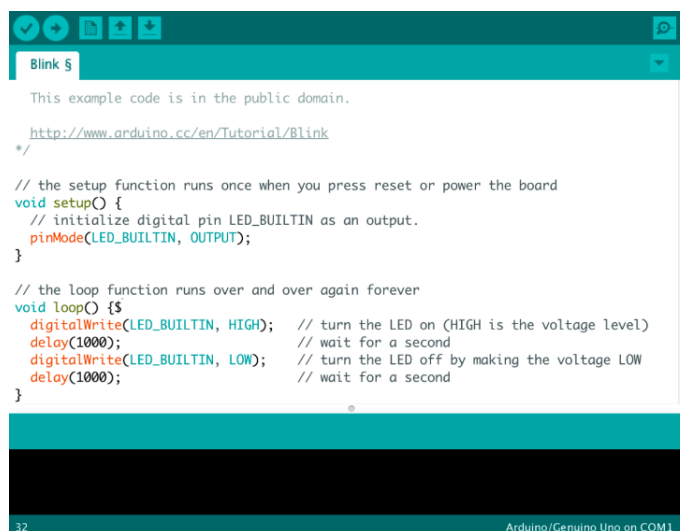 Blink §
This example code is in the public domain.
http://www.arduino.cc/en/Tutorial/Blink
*/
// the setup function runs once when you press reset or power the board
void setup() {
// initialize digital pin LED_BUILTIN as an output.
pinMode(LED_BUILTIN, OUTPUT);
}
// the loop function runs over and over again forever
void loop() {$
digitalWrite(LED_BUILTIN, HIGH); // turn the LED on (HIGH is the voltage level)
delay(1000); // wait for a second
digitalWrite(LED_BUILTIN, LOW); // turn the LED off by making the voltage LOW
delay(1000); // wait for a second
}
32 Arduino/Genuino Uno on COM1